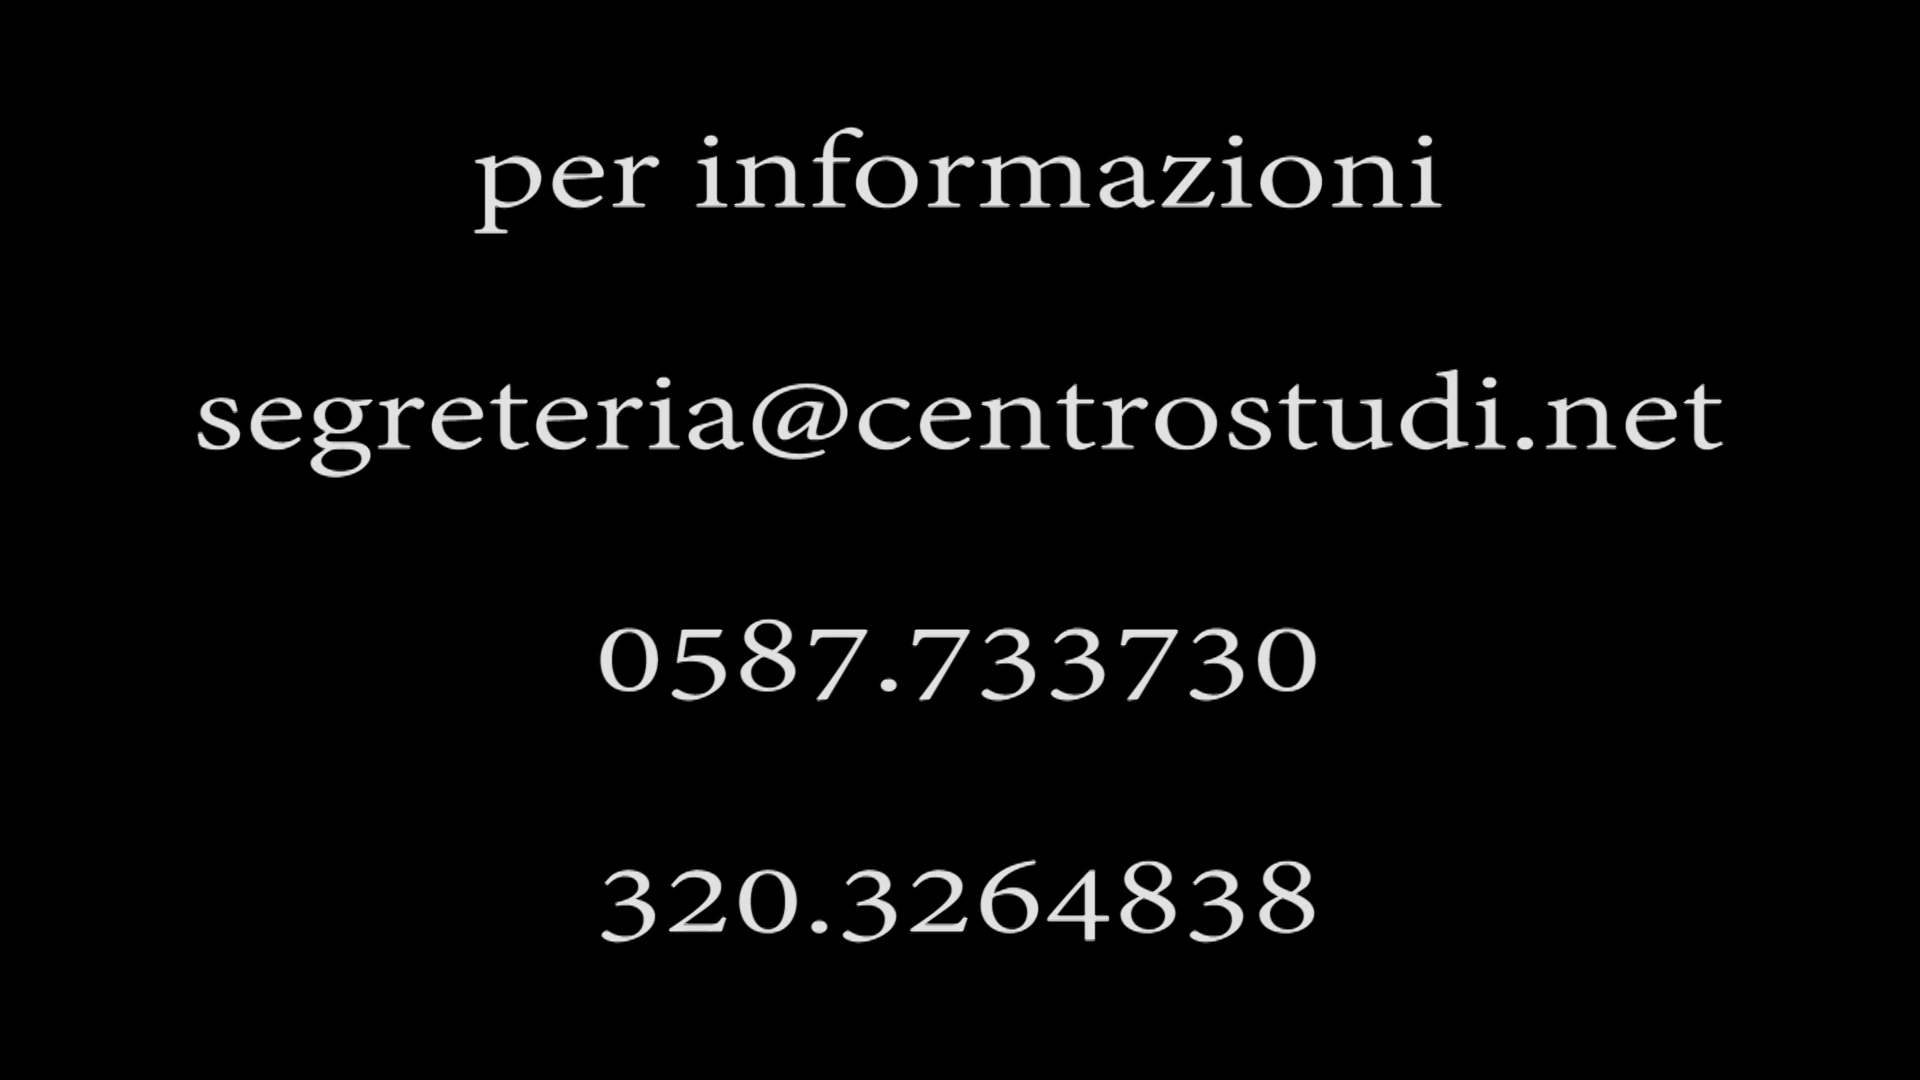 per informazioni
segreteria@centrostudi.net
0587.733730
320.3264838